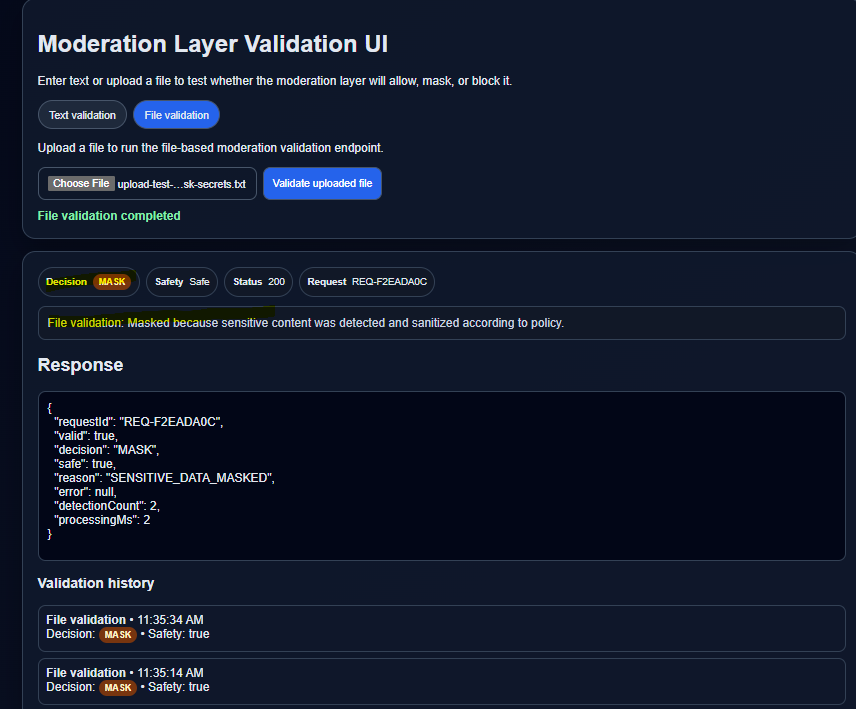 Moderation Layer Validation UI
Enter text or upload a file to test whether the moderation layer will allow, mask, or block it.
Text validation File validation
Upload a file to run the file-based moderation validation endpoint.
Choose File upload-test-...sk-secrets.txt Validate uploaded file
File validation completed
Decision MASK Safety Safe Status 200 Request REQ-F2EADA0C
File validation: Masked because sensitive content was detected and sanitized according to policy.
Response
{
"requestId": "REQ-F2EADA0C",
"valid": true,
"decision": "MASK",
"safe": true,
"reason": "SENSITIVE_DATA_MASKED",
"error": null,
"detectionCount": 2,
"processingMs": 2
}
Validation history
File validation • 11:35:34 AM
Decision: MASK • Safety: true
File validation • 11:35:14 AM
Decision: MASK • Safety: true